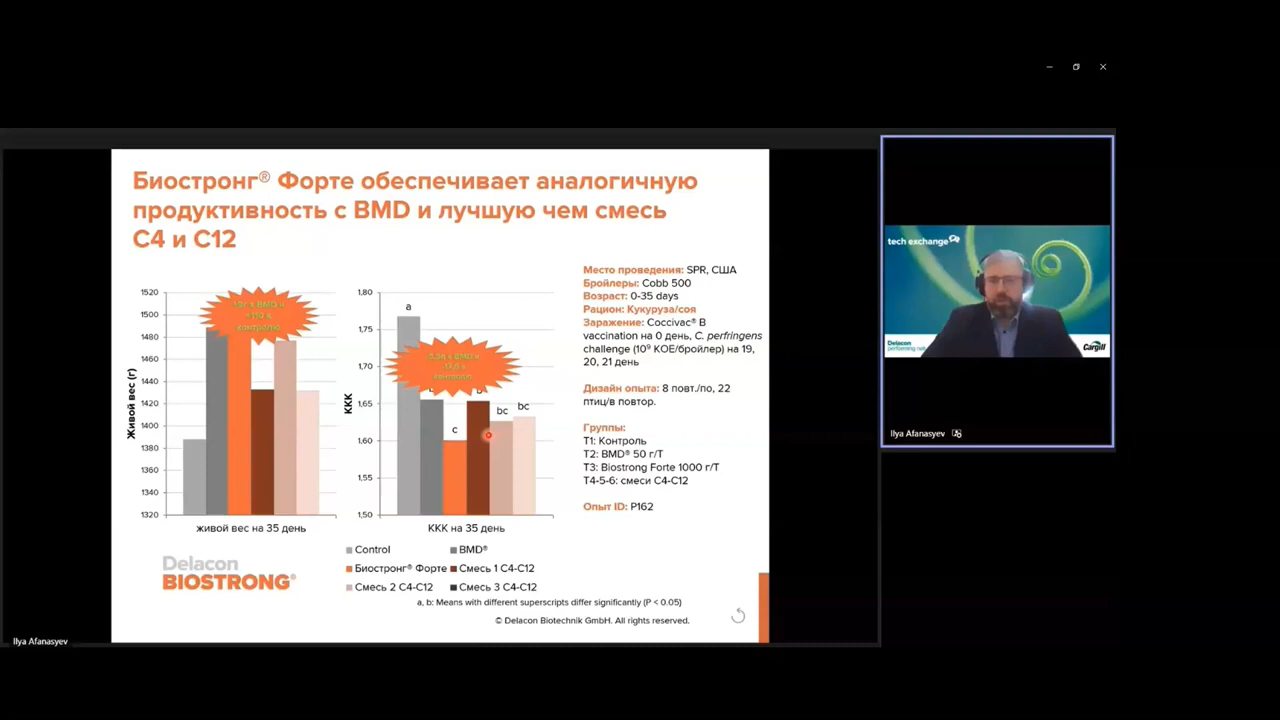 Биостронг® Форте обеспечивает аналогичную
продуктивность с BMD и лучшую чем смесь
C4 и C12
1520
1500
1480
1460
1440
1420
1400
1380
1360
1340
1320
Живой вес (г)
живой вес на 35 день
1,80
1,75
1,70
1,65
1,60
1,55
1,50
ККК
a
c
bc
bc
ККК на 35 день
Control
BMD®
Биостронг® Форте
Смесь 1 C4-C12
Смесь 2 C4-C12
Смесь 3 C4-C12
a, b: Means with different superscripts differ significantly (P < 0.05)
© Delacon Biotechnik GmbH. All rights reserved.
Delacon
BIOSTRONG®
Место проведения: SPR, США
Бройлеры: Cobb 500
Возраст: 0-35 days
Рацион: Кукуруза/соя
Заражение: Coccivac® B
vaccination на 0 день, C. perfringens
challenge (10⁹ КОЕ/бройлер) на 19,
20, 21 день
Дизайн опыта: 8 повт./по, 22
птиц/в повтор.
Группы:
T1: Контроль
T2: BMD® 50 г/Т
T3: Biostrong Forte 1000 г/Т
T4-5-6: смеси C4-C12
Опыт ID: P162
tech exchange
Delacon
performing
Cargill
Ilya Afanasyev
Ilya Afanasyev